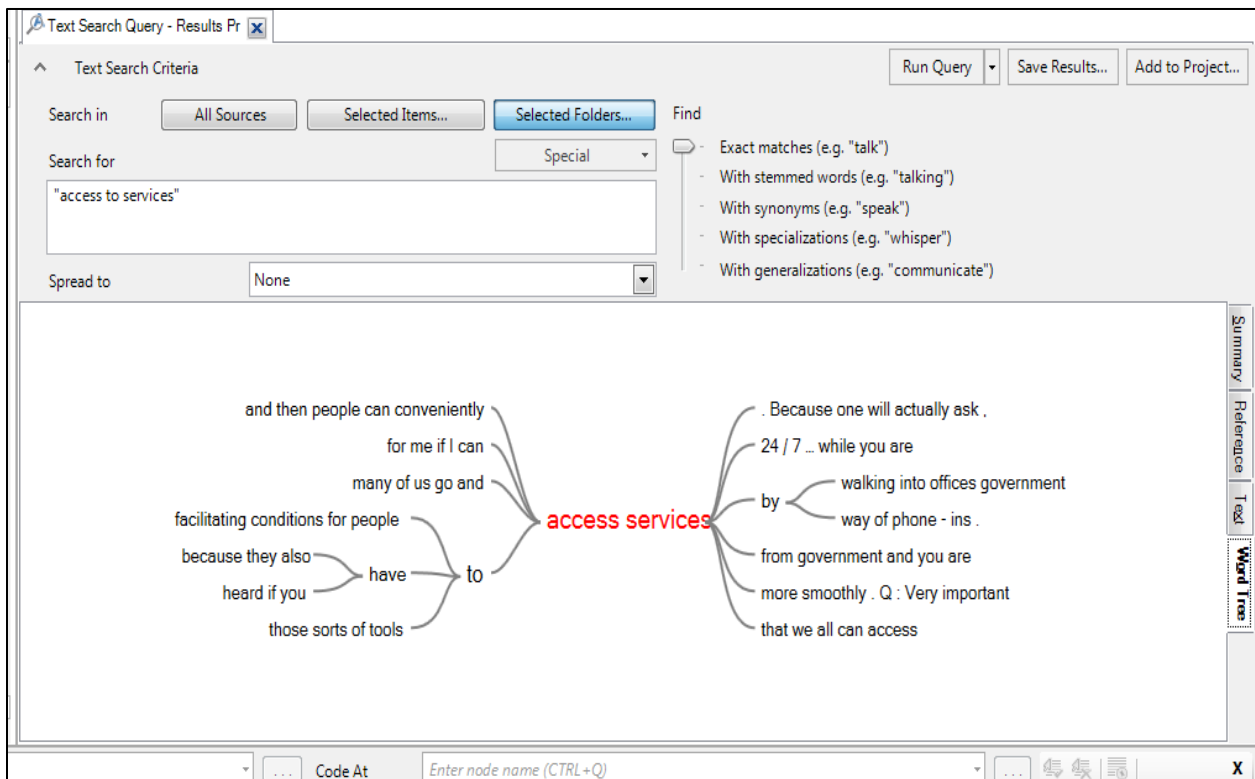 Text Search Query - Results Pr X
Text Search Criteria
Run Query
Save Results...
Add to Project...
Search in
All Sources
Selected Items...
Selected Folders...
Find
Search for
Special
Exact matches (e.g. "talk")
With stemmed words (e.g. "talking")
"access to services"
With synonyms (e.g. "speak")
With specializations (e.g. "whisper")
With generalizations (e.g. "communicate")
Spread to
None
Summary
Reference
Text
Word Tree
and then people can conveniently
for me if I can
many of us go and
facilitating conditions for people
because they also
have
to
heard if you
those sorts of tools
access services
. Because one will actually ask ,
24 / 7 ... while you are
by
walking into offices government
way of phone - ins .
from government and you are
more smoothly . Q : Very important
that we all can access
...
Code At
Enter node name (CTRL+Q)
...
X